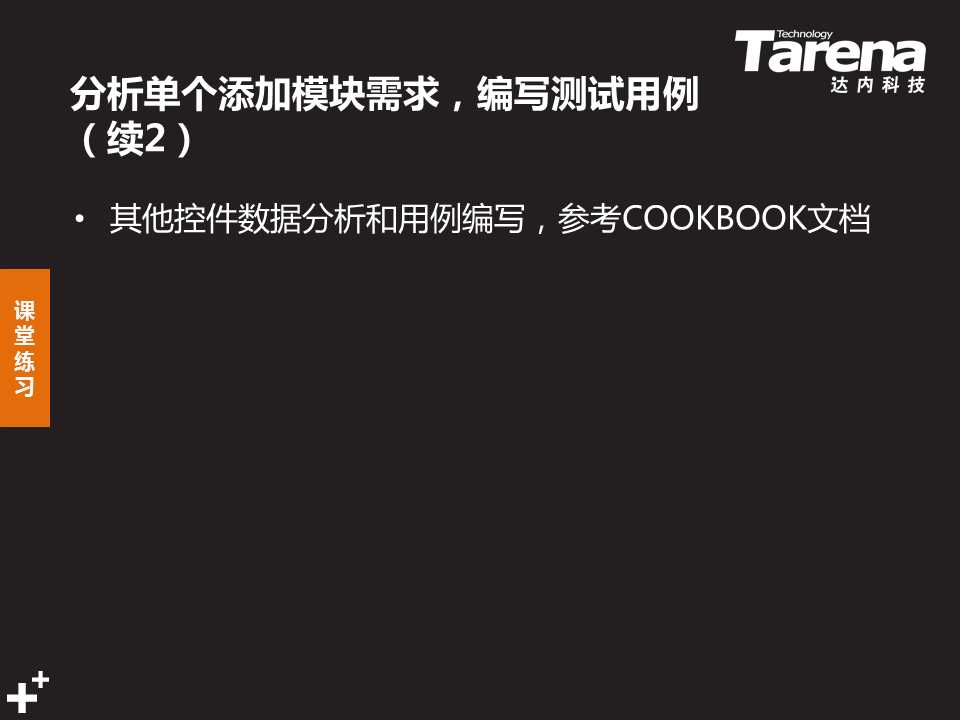 Technology
Tarena
达内科技
分析单个添加模块需求，编写测试用例
（续2）
• 其他控件数据分析和用例编写，参考COOKBOOK文档
课
堂
练
习